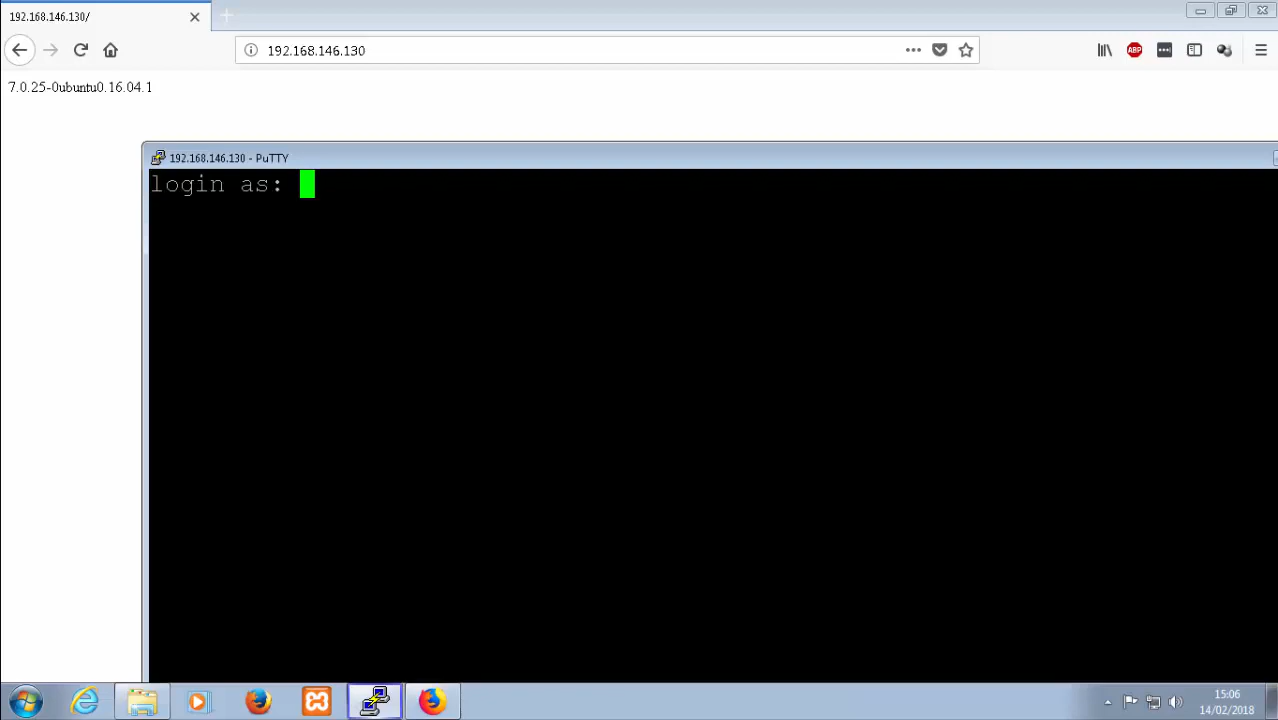 192.168.146.130/
192.168.146.130
ABP
7.0.25-0ubuntu0.16.04.1
192.168.146.130 - PuTTY
login as:
15:06
14/02/2018